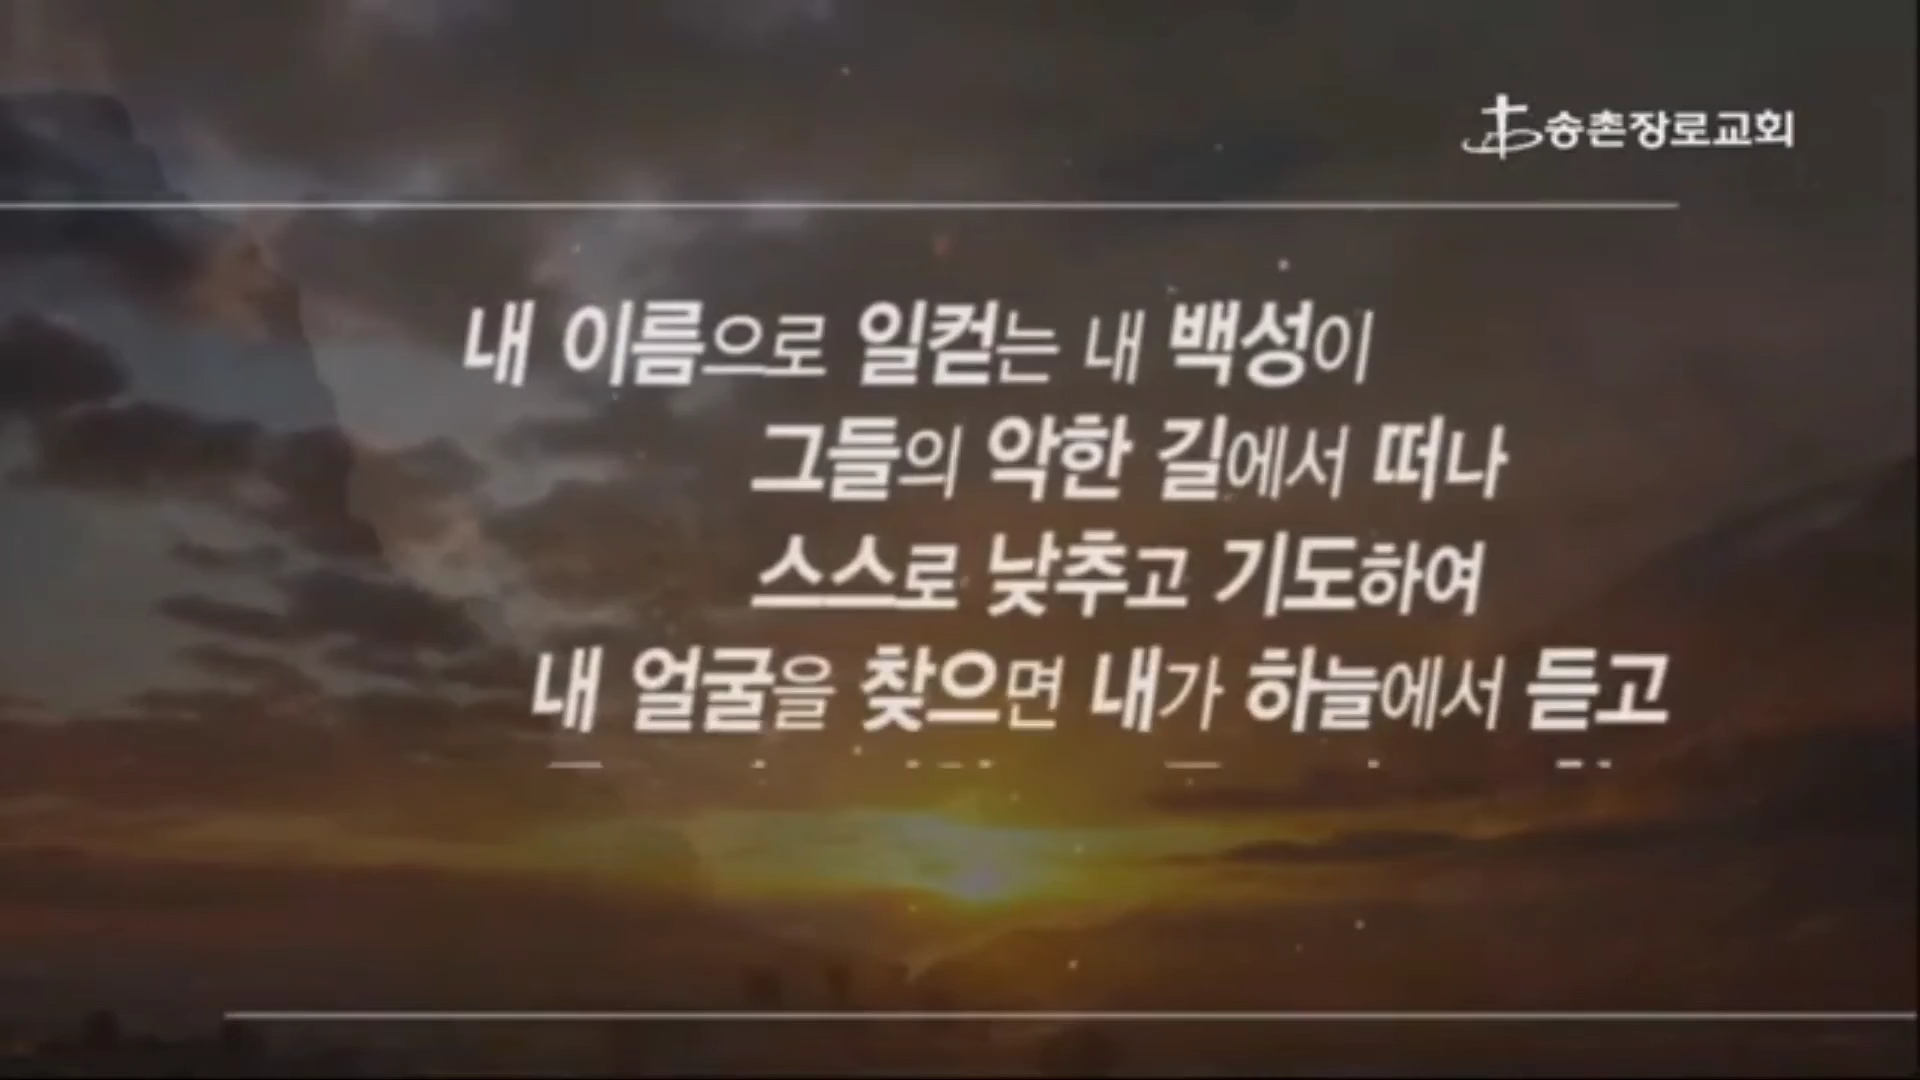 송촌장로교회
내 이름으로 일컫는 내 백성이
그들의 악한 길에서 떠나
스스로 낮추고 기도하여
내 얼굴을 찾으면 내가 하늘에서 듣고